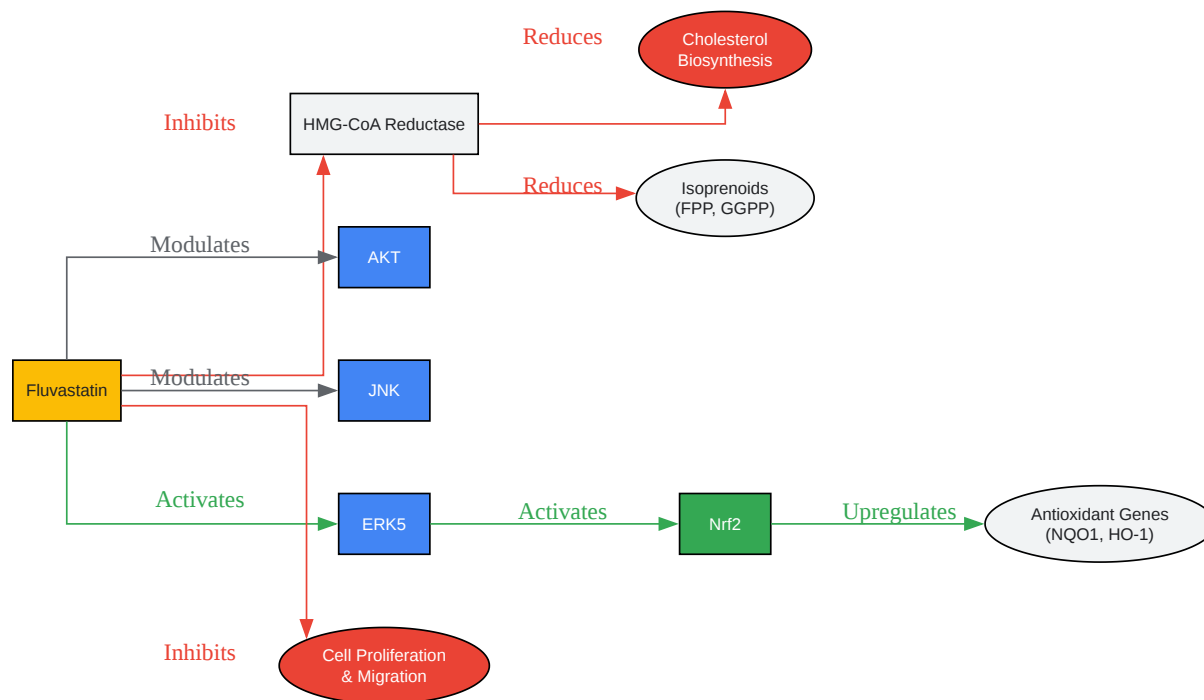 Reduces
Cholesterol
Biosynthesis
Inhibits
HMG-CoA Reductase
Reduces
Isoprenoids
(FPP, GGPP)
Modulates
AKT
Fluvastatin
Modulates
JNK
Activates
ERK5
Activates
Nrf2
Upregulates
Antioxidant Genes
(NQO1, HO-1)
Inhibits
Cell Proliferation
& Migration